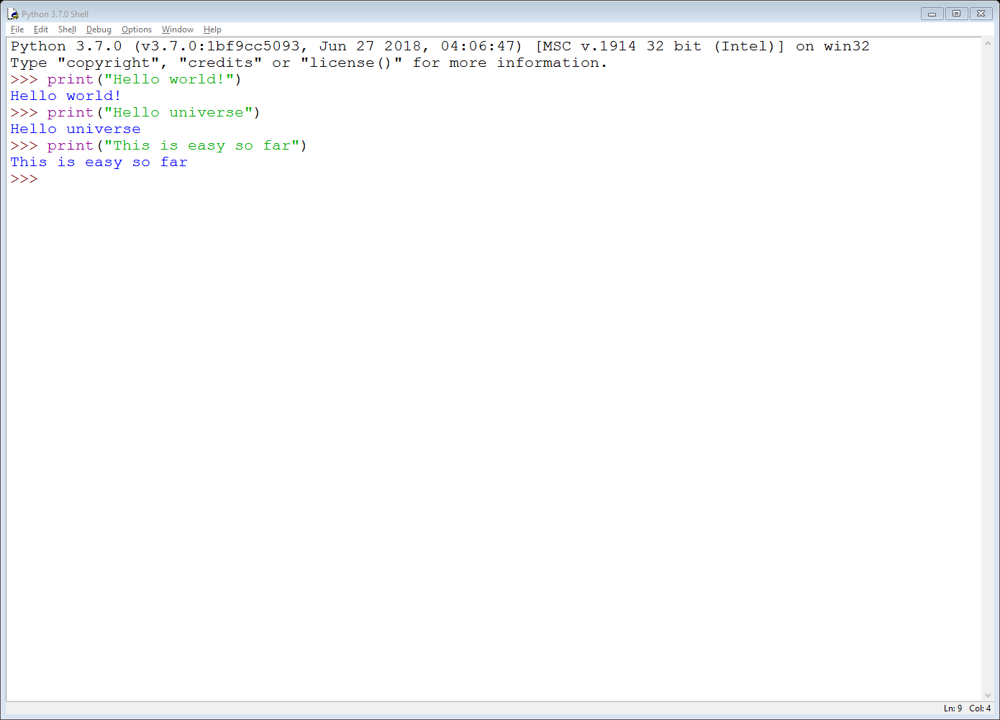 Python 3.7.0 Shell
File Edit Shell Debug Options Window Help
Python 3.7.0 (v3.7.0:1bf9cc5093, Jun 27 2018, 04:06:47) [MSC v.1914 32 bit (Intel)] on win32
Type "copyright", "credits" or "license()" for more information.
>>> print("Hello world!")
Hello world!
>>> print("Hello universe")
Hello universe
>>> print("This is easy so far")
This is easy so far
>>>
Ln: 9 Col: 4